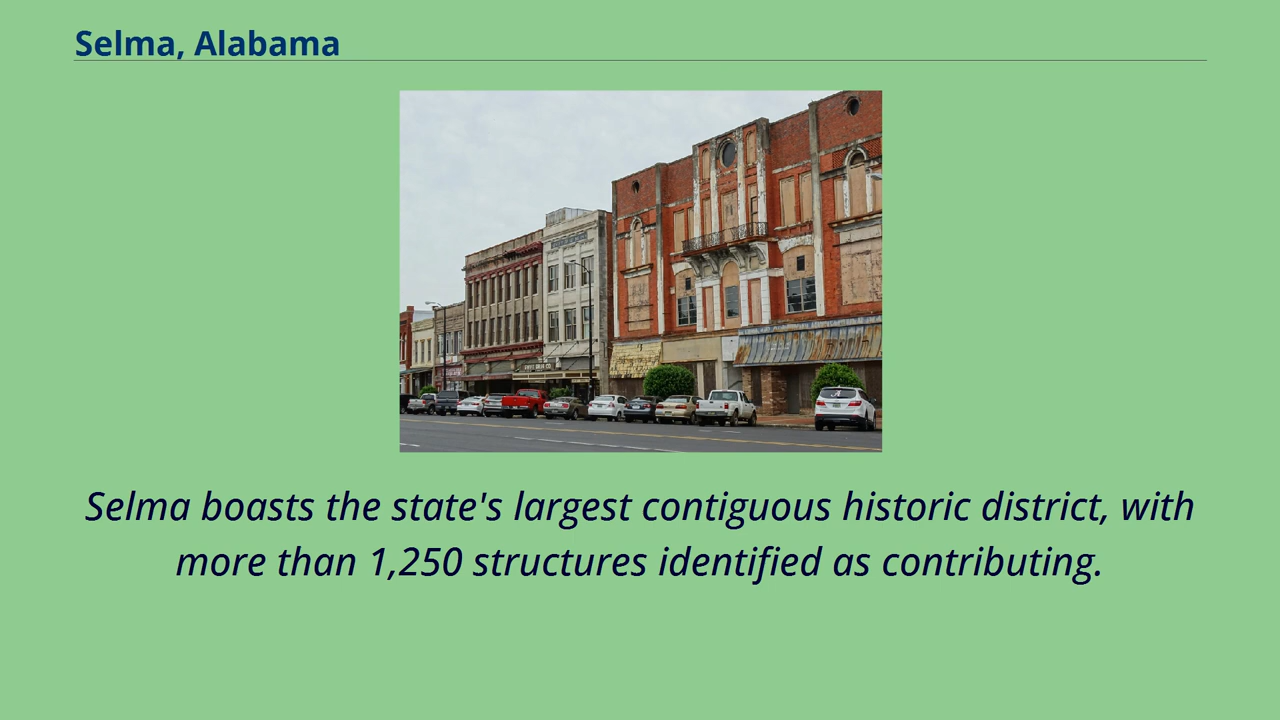 Selma, Alabama
Selma boasts the state's largest contiguous historic district, with
more than 1,250 structures identified as contributing.